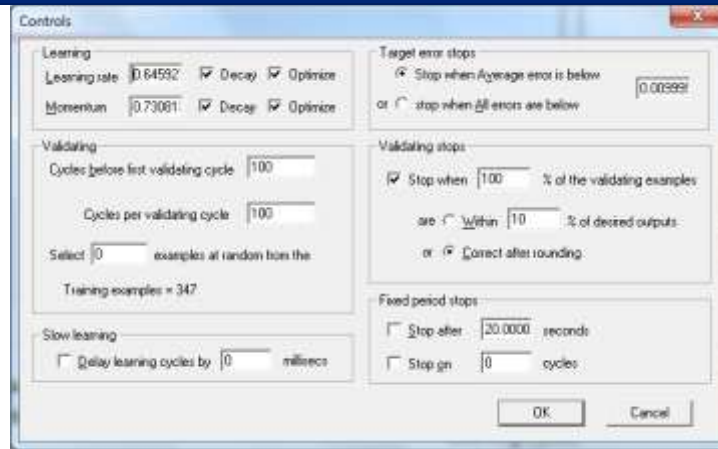 Controls
Learning
Learning rate 0.64592 Decay Optimize
Momentum 0.73081 Decay Optimize
Validating
Cycles before first validating cycle 100
Cycles per validating cycle 100
Select 0 examples at random from the
Training examples = 347
Slow learning
Delay learning cycles by 0 millisecs
Target error stops
Stop when Average error is below
or stop when All errors are below
Validating stops
Stop when 100 % of the validating examples
are Within 10 % of desired outputs
or Correct after rounding
Fixed period stops
Stop after 20.0000 seconds
Stop on 0 cycles
OK Cancel